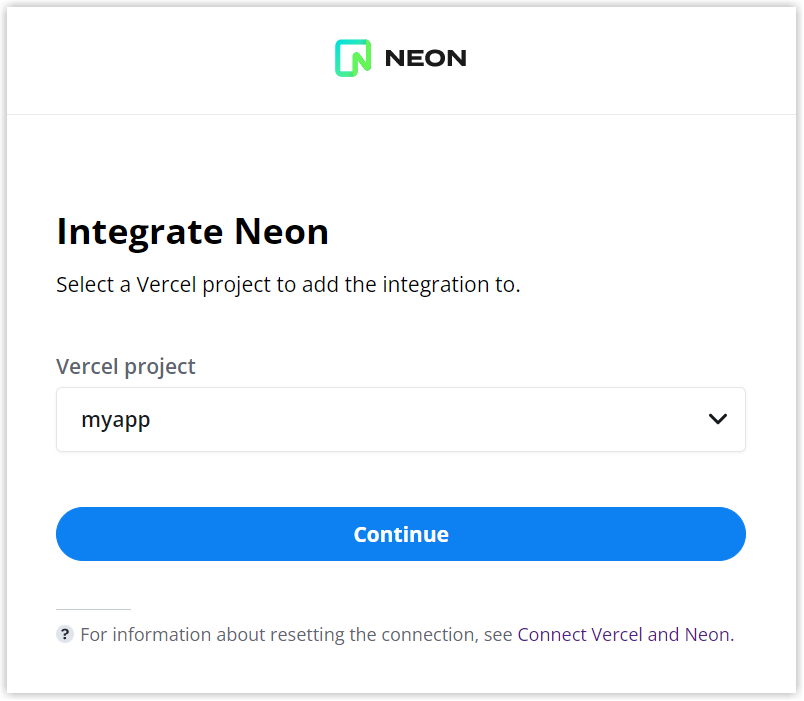 NEON
Integrate Neon
Select a Vercel project to add the integration to.
Vercel project
myapp
Continue
? For information about resetting the connection, see Connect Vercel and Neon.